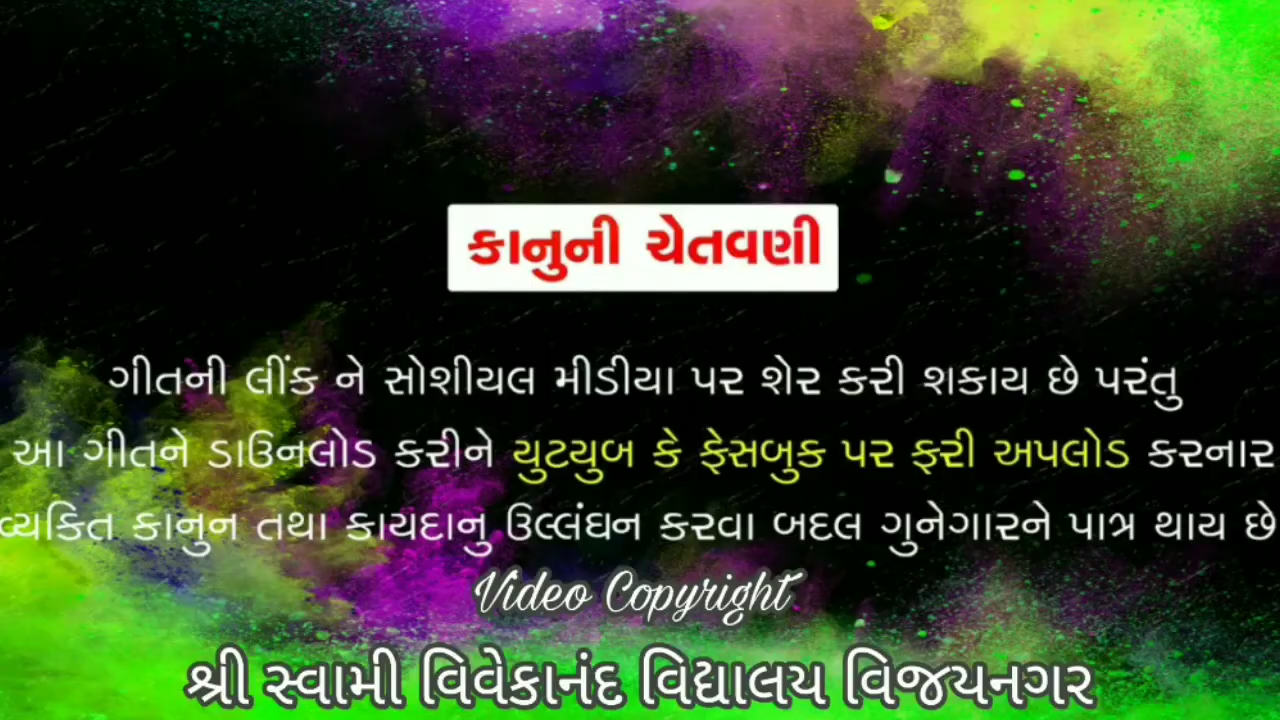 કાનુની ચેતવણી
ગીતની લીંક ને સોશીયલ મીડીયા પર શેર કરી શકાય છે પરંતુ
આ ગીતને ડાઉનલોડ કરીને યુટયુબ કે ફેસબુક પર ફરી અપલોડ કરનાર
વ્યકિત કાનુન તથા કાયદાનુ ઉલ્લંઘન કરવા બદલ ગુનેગારને પાત્ર થાય છે
Video Copyright
શ્રી સ્વામી વિવેકાનંદ વિદ્યાલય વિજયનગર